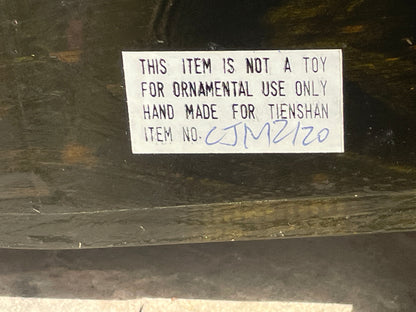 THIS ITEM IS NOT A TOY
FOR ORNAMENTAL USE ONLY
HAND MADE FOR TIENSHAN
ITEM NO. CJM2120